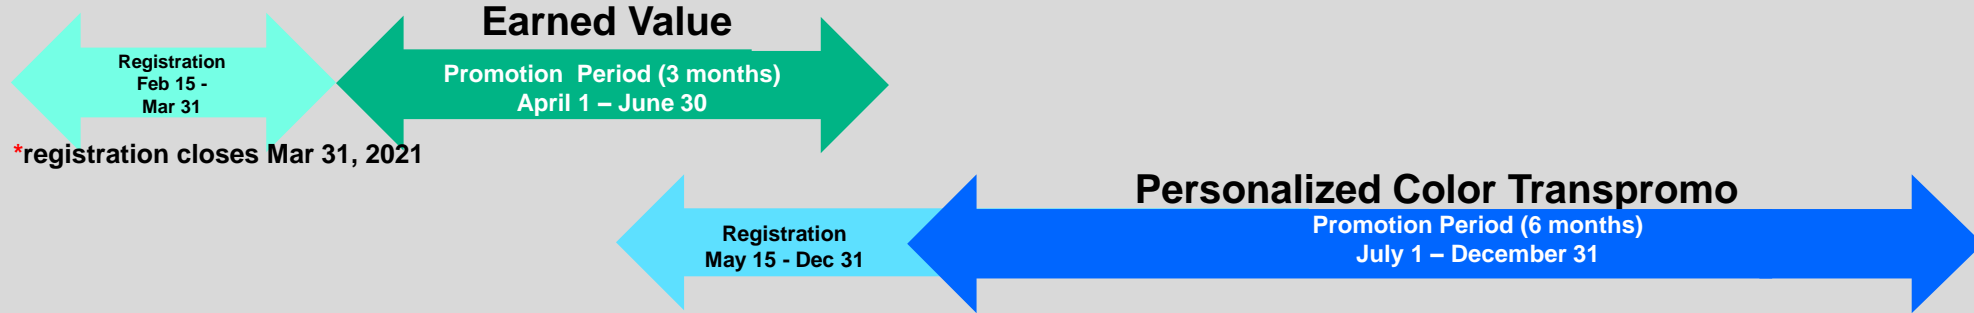 Earned Value
Registration
Feb 15 -
Mar 31
Promotion Period (3 months)
April 1 – June 30
*registration closes Mar 31, 2021
Personalized Color Transpromo
Registration
May 15 - Dec 31
Promotion Period (6 months)
July 1 – December 31